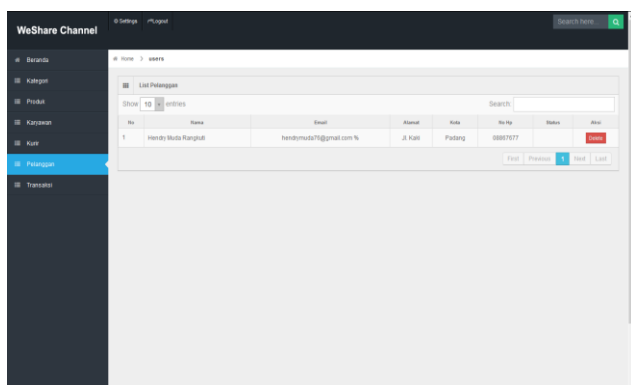 WeShare Channel
Settings Logout
Search here...
Beranda
Kategori
Produk
Karyawan
Kurir
Pelanggan
Transaksi
Home > users
List Pelanggan
Show 10 entries
Search:
No Nama Email Alamat Kota No Hp Status Aksi
1 Hendry Muda Rangkuti hendrymuda76@gmail.com % Jl. Kaki Padang 08867677 Delete
First Previous 1 Next Last